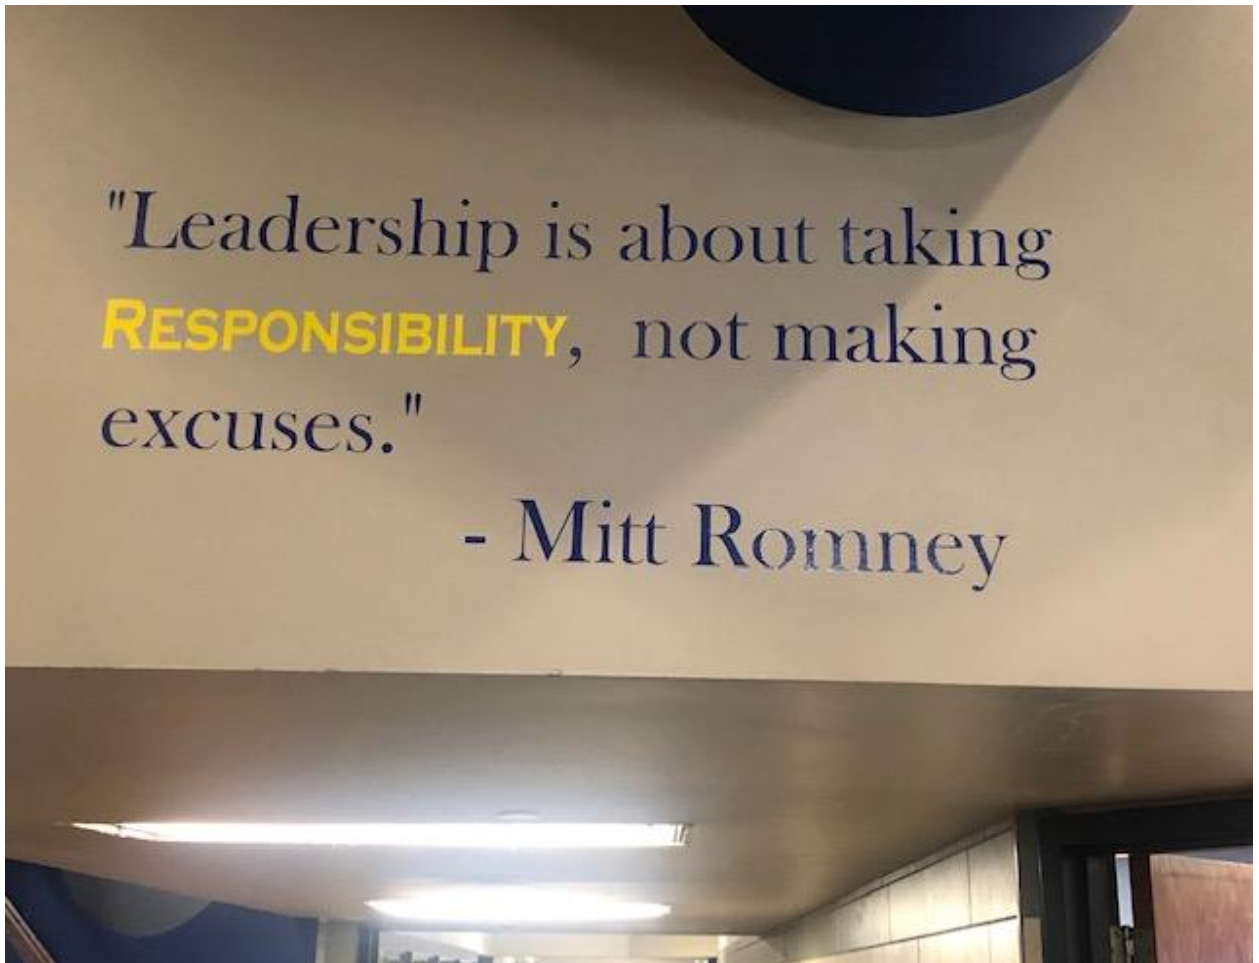 "Leadership is about taking
RESPONSIBILITY, not making
excuses."
- Mitt Romney